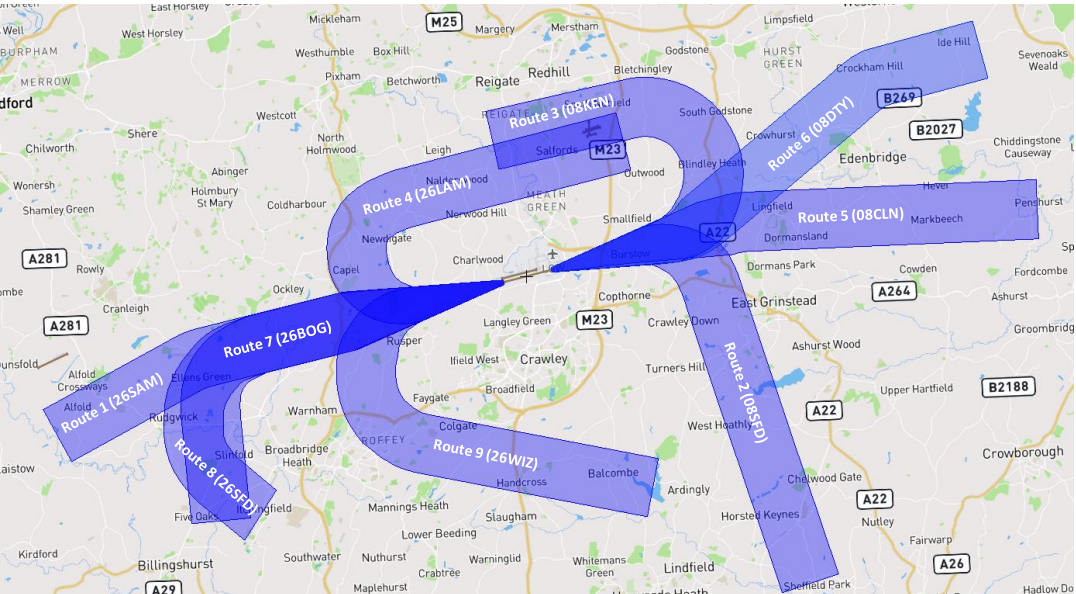 East Horsley
Mickleham
M25
Margery
Merstham
Limpsfield
Well
West Horsley
Westhumble
Box Hill
Godstone
HURST
GREEN
Ide Hill
Sevenoaks
Weald
BURPHAM
MERROW
Pixham
Betchworth
Reigate
Redhill
Bletchingley
Crockham Hill
dford
Westcott
Route 3 (08KEN)
South Godstone
B269
Shere
North
Holmwood
Leigh
Salfords
M23
Crowhurst
Route 6 (08DTY)
B2027
Chilworth
Abinger
Outwood
Blindley Heath
Edenbridge
Chiddingstone
Causeway
Wonersh
Holmbury
St Mary
Coldharbour
Route 4 (26LAM)
MEATH
GREEN
Hever
Shamley Green
Norwood Hill
Smallfield
Lingfield
Route 5 (08CLN)
Markbeech
Penshurst
Newdigate
A22
Dormansland
A281
Rowly
Capel
Charlwood
Burstow
Dormans Park
Cowden
Fordcombe
Ockley
Copthorne
East Grinstead
A264
Ashurst
Cranleigh
A281
Langley Green
M23
Crawley Down
Groombridg
Route 7 (26BOG)
Rusper
Ashurst Wood
unsfold
Alfold
Crossways
Ellens Green
Ifield West
Crawley
Turners Hill
Route 2 (08SFD)
Alfold
Route 1 (26SAM)
Broadfield
Upper Hartfield
B2188
Rudgwick
Warnham
Faygate
A22
Colgate
West Hoathly
Route 8 (26SFD)
Slinfold
Broadbridge
Heath
ROFFEY
Route 9 (26WIZ)
Crowborough
Balcombe
Handcross
Ardingly
Chelwood Gate
Five Oaks
Mannings Heath
Slaugham
Horsted Keynes
A22
Nutley
Lower Beeding
Fairwarp
Kirdford
Billingshurst
Southwater
Nuthurst
Warninglid
Whitemans
Green
Lindfield
A26
Crabtree
A29
Maplehurst
Sheffield Park
Hadlow Do